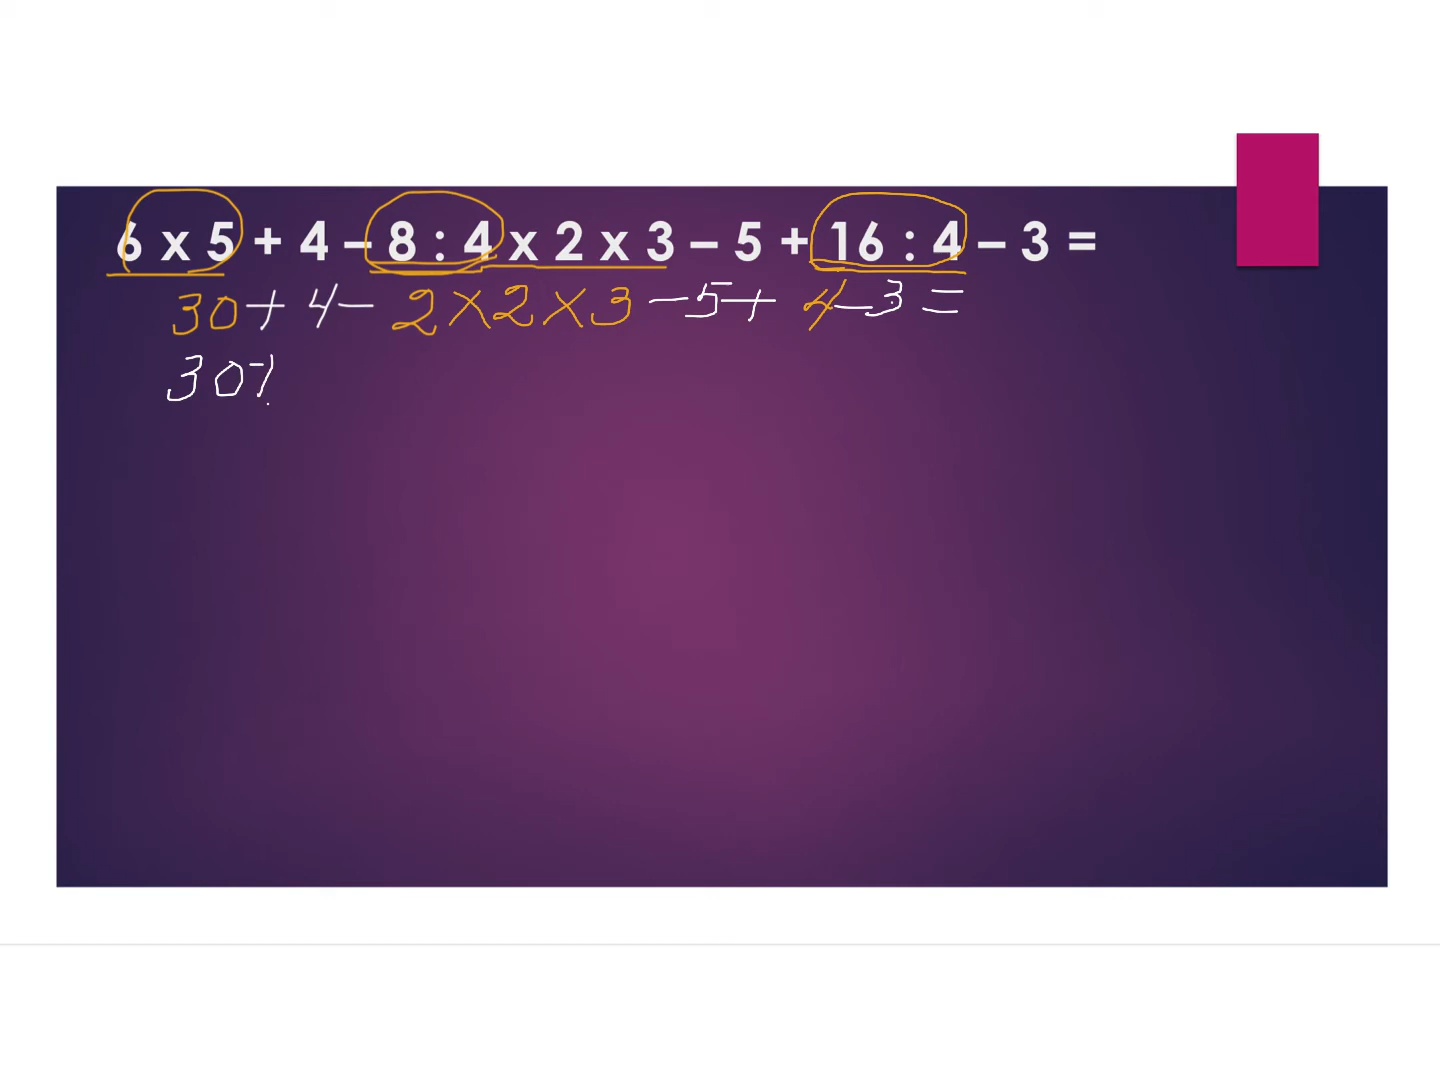 6 x 5 + 4 – 8 : 4 x 2 x 3 – 5 + 16 : 4 – 3 =
30 + 4 - 2 x 2 x 3 - 5 + 4 - 3 =
30